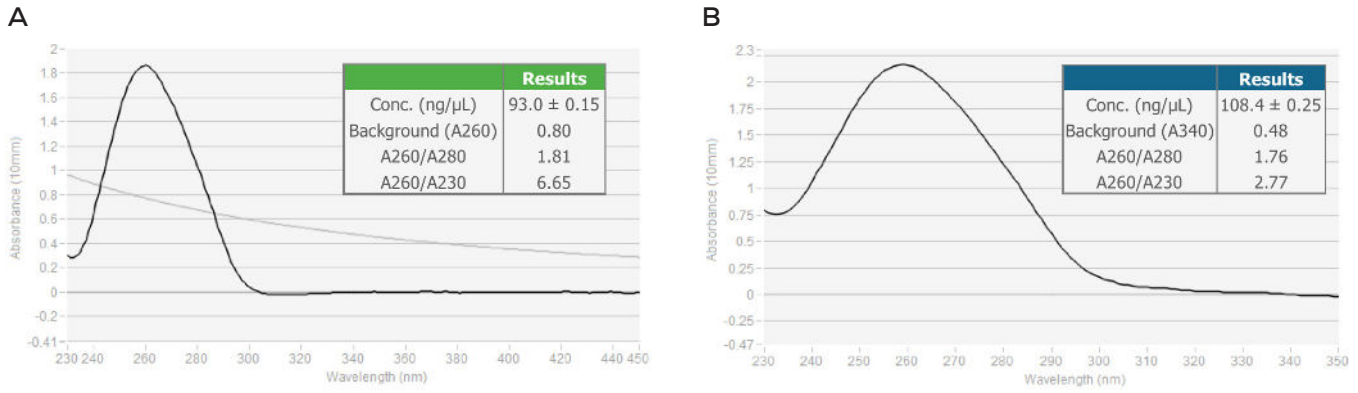 A
Absorbance (10mm)
2
1.8
1.6
1.4
1.2
1
0.8
0.6
0.4
0.2
0
-0.2
-0.41
230 240 260 280 300 320 340 360 380 400 420 440 450
Wavelength (nm)
Results
Conc. (ng/µL) 93.0 ± 0.15
Background (A260) 0.80
A260/A280 1.81
A260/A230 6.65
B
Absorbance (10mm)
2.3
2
1.75
1.5
1.25
1
0.75
0.5
0.25
0
-0.25
-0.47
230 240 250 260 270 280 290 300 310 320 330 340 350
Wavelength (nm)
Results
Conc. (ng/µL) 108.4 ± 0.25
Background (A340) 0.48
A260/A280 1.76
A260/A230 2.77